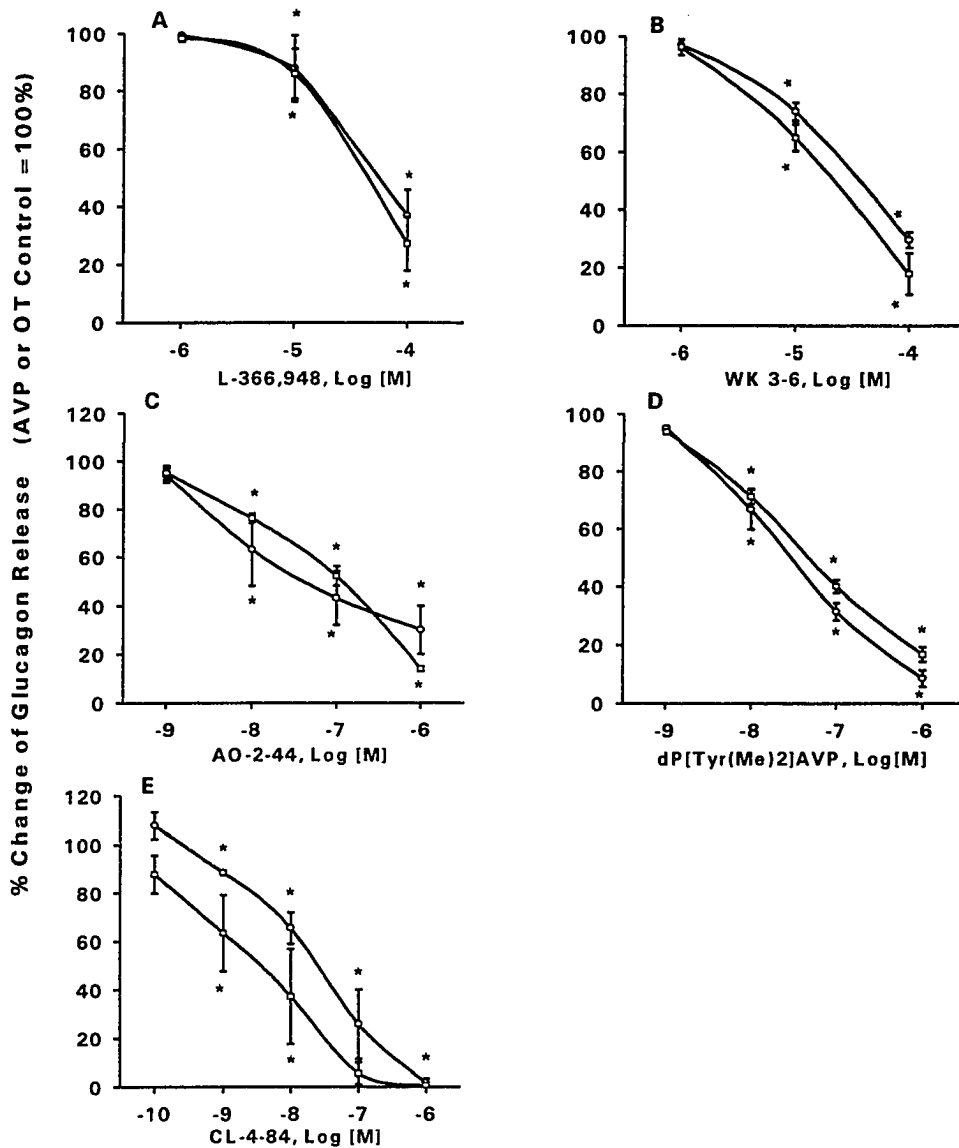 % Change of Glucagon Release (AVP or OT Control = 100%)
A
100
80
60
40
20
0
-6 -5 -4
L-366,948, Log [M]
B
100
80
60
40
20
0
-6 -5 -4
WK 3-6, Log [M]
C
120
100
80
60
40
20
0
-9 -8 -7 -6
AO-2-44, Log [M]
D
100
80
60
40
20
0
-9 -8 -7 -6
dP[Tyr(Me)2]AVP, Log[M]
E
120
100
80
60
40
20
0
-10 -9 -8 -7 -6
CL-4-84, Log [M]